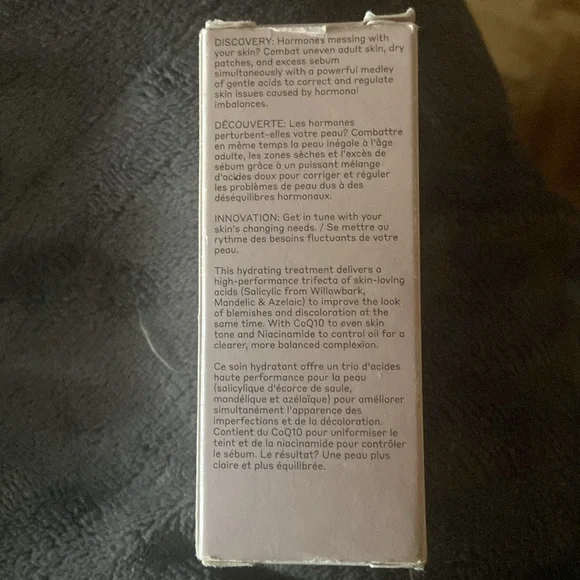 DISCOVERY: Hormones messing with
your skin? Combat uneven adult skin, dry
patches, and excess sebum
simultaneously with a powerful medley
of gentle acids to correct and regulate
skin issues caused by hormonal
imbalances.
DÉCOUVERTE: Les hormones
perturbent-elles votre peau? Combattre
en même temps la peau inégale à l'âge
adulte, les zones sèches et l'excès de
sébum grâce à un puissant mélange
d'acides doux pour corriger et réguler
les problèmes de peau dus à des
déséquilibres hormonaux.
INNOVATION: Get in tune with your
skin's changing needs. / Se mettre au
rythme des besoins fluctuants de votre
peau.
This hydrating treatment delivers a
high-performance trifecta of skin-loving
acids (Salicylic from Willowbark,
Mandelic & Azelaic) to improve the look
of blemishes and discoloration at the
same time. With CoQ10 to even skin
tone and Niacinamide to control oil for a
clearer, more balanced complexion.
Ce soin hydratant offre un trio d'acides
haute performance pour la peau
(salicylique d'écorce de saule,
mandélique et azélaïque) pour améliorer
simultanément l'apparence des
imperfections et de la décoloration.
Contient du CoQ10 pour uniformiser le
teint et de la niacinamide pour contrôler
le sébum. Le résultat? Une peau plus
claire et plus équilibrée.